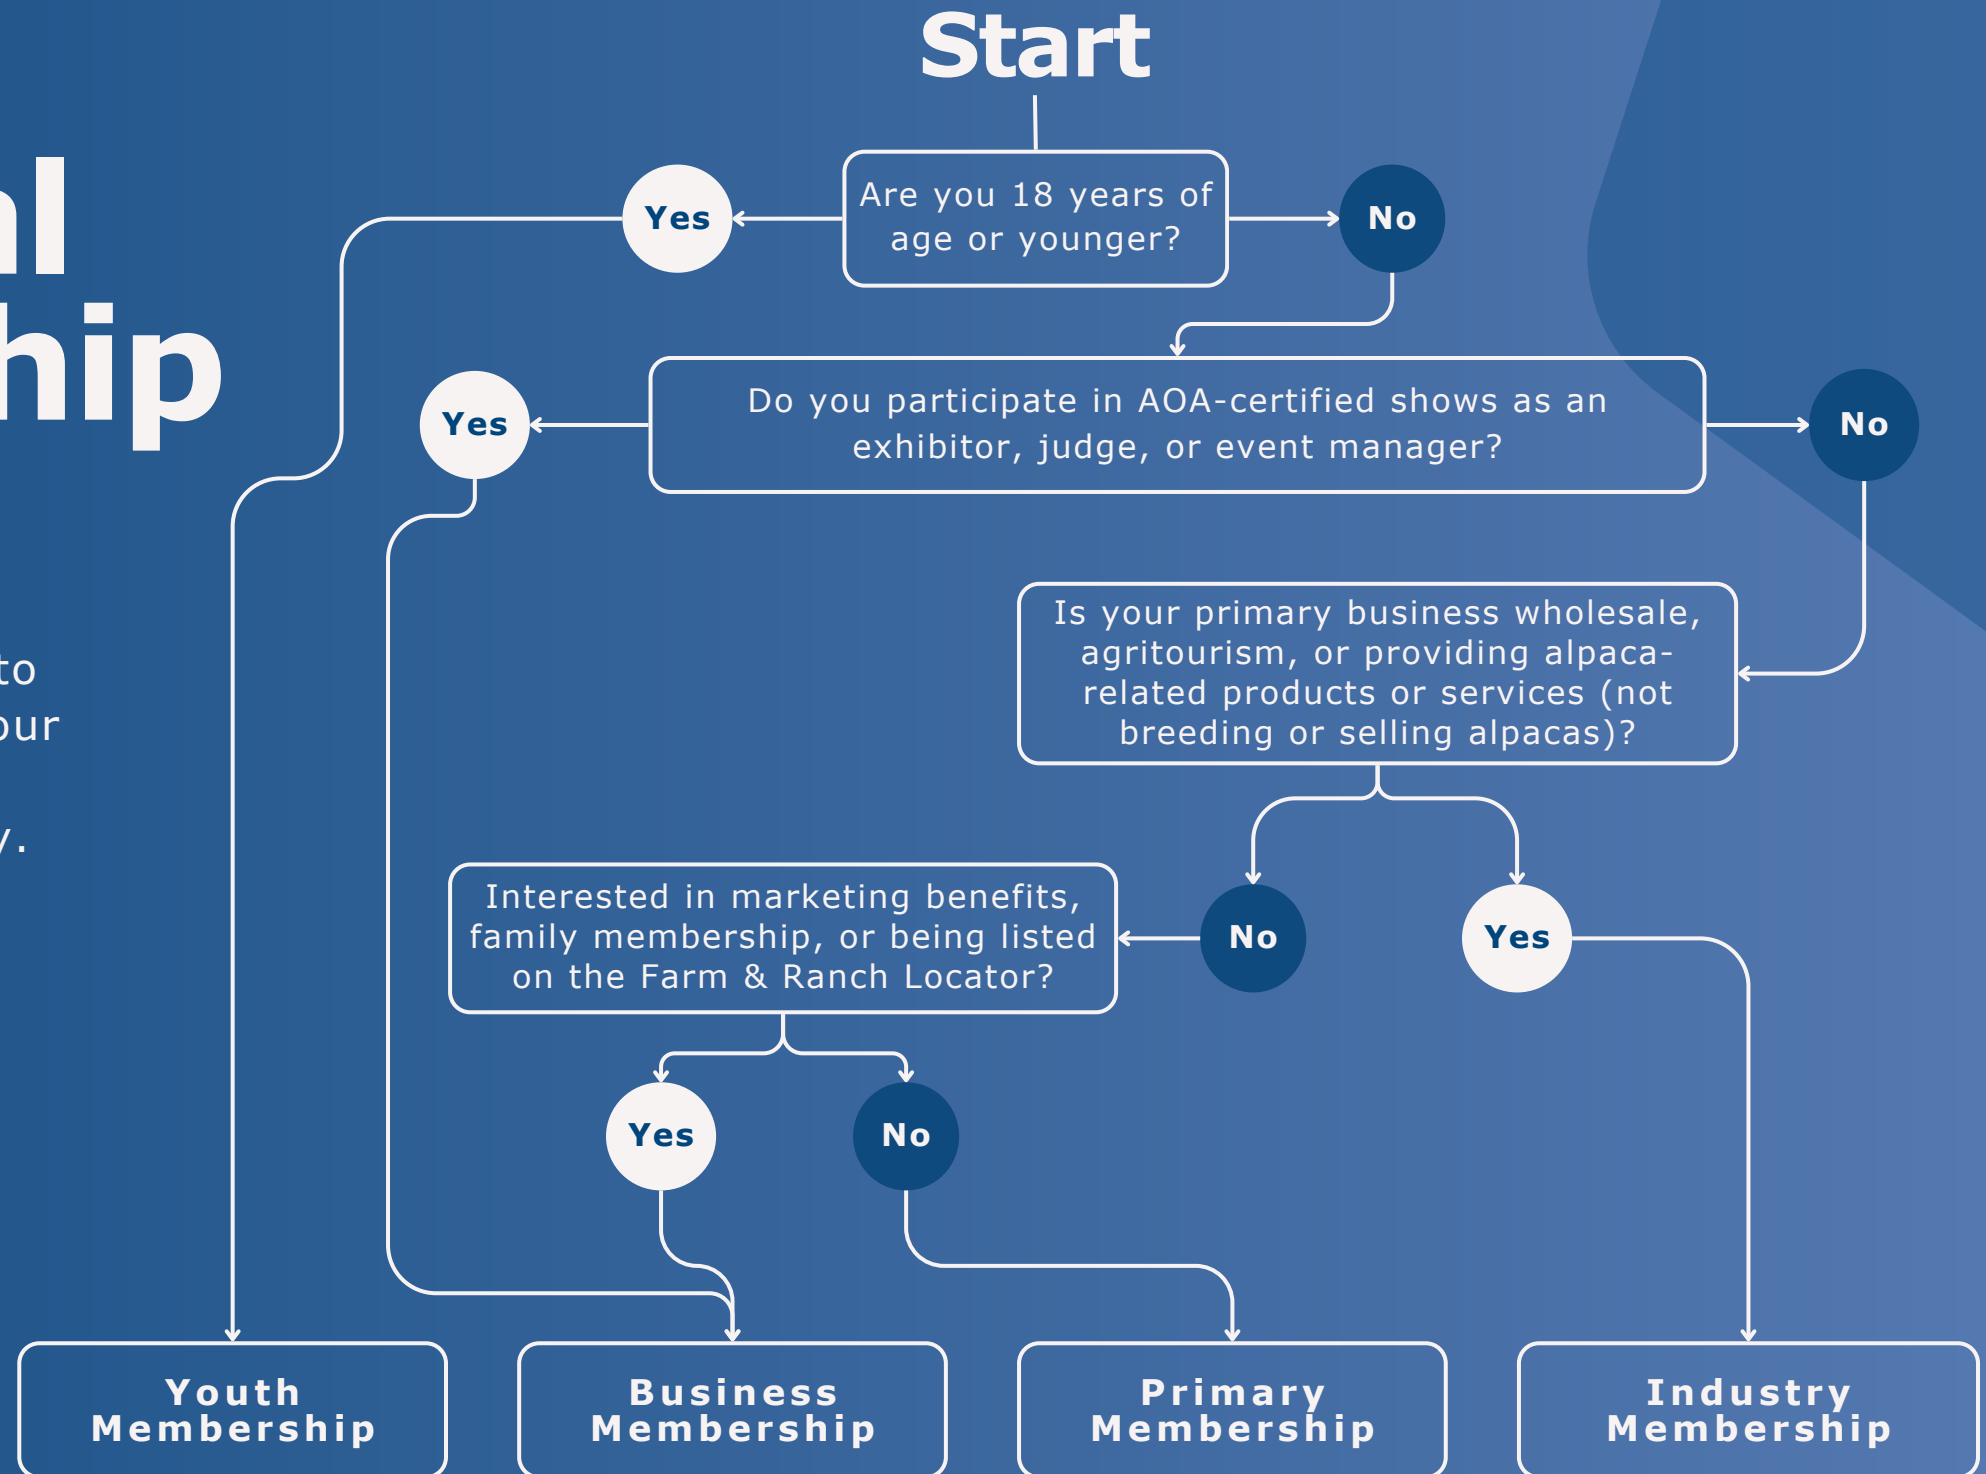 Start
Are you 18 years of
age or younger?
Yes
No
Do you participate in AOA-certified shows as an
exhibitor, judge, or event manager?
Yes
No
to
Is your primary business wholesale,
agritourism, or providing alpaca-
related products or services (not
breeding or selling alpacas)?
Interested in marketing benefits,
family membership, or being listed
on the Farm & Ranch Locator?
No
Yes
Yes
No
Youth
Membership
Business
Membership
Primary
Membership
Industry
Membership